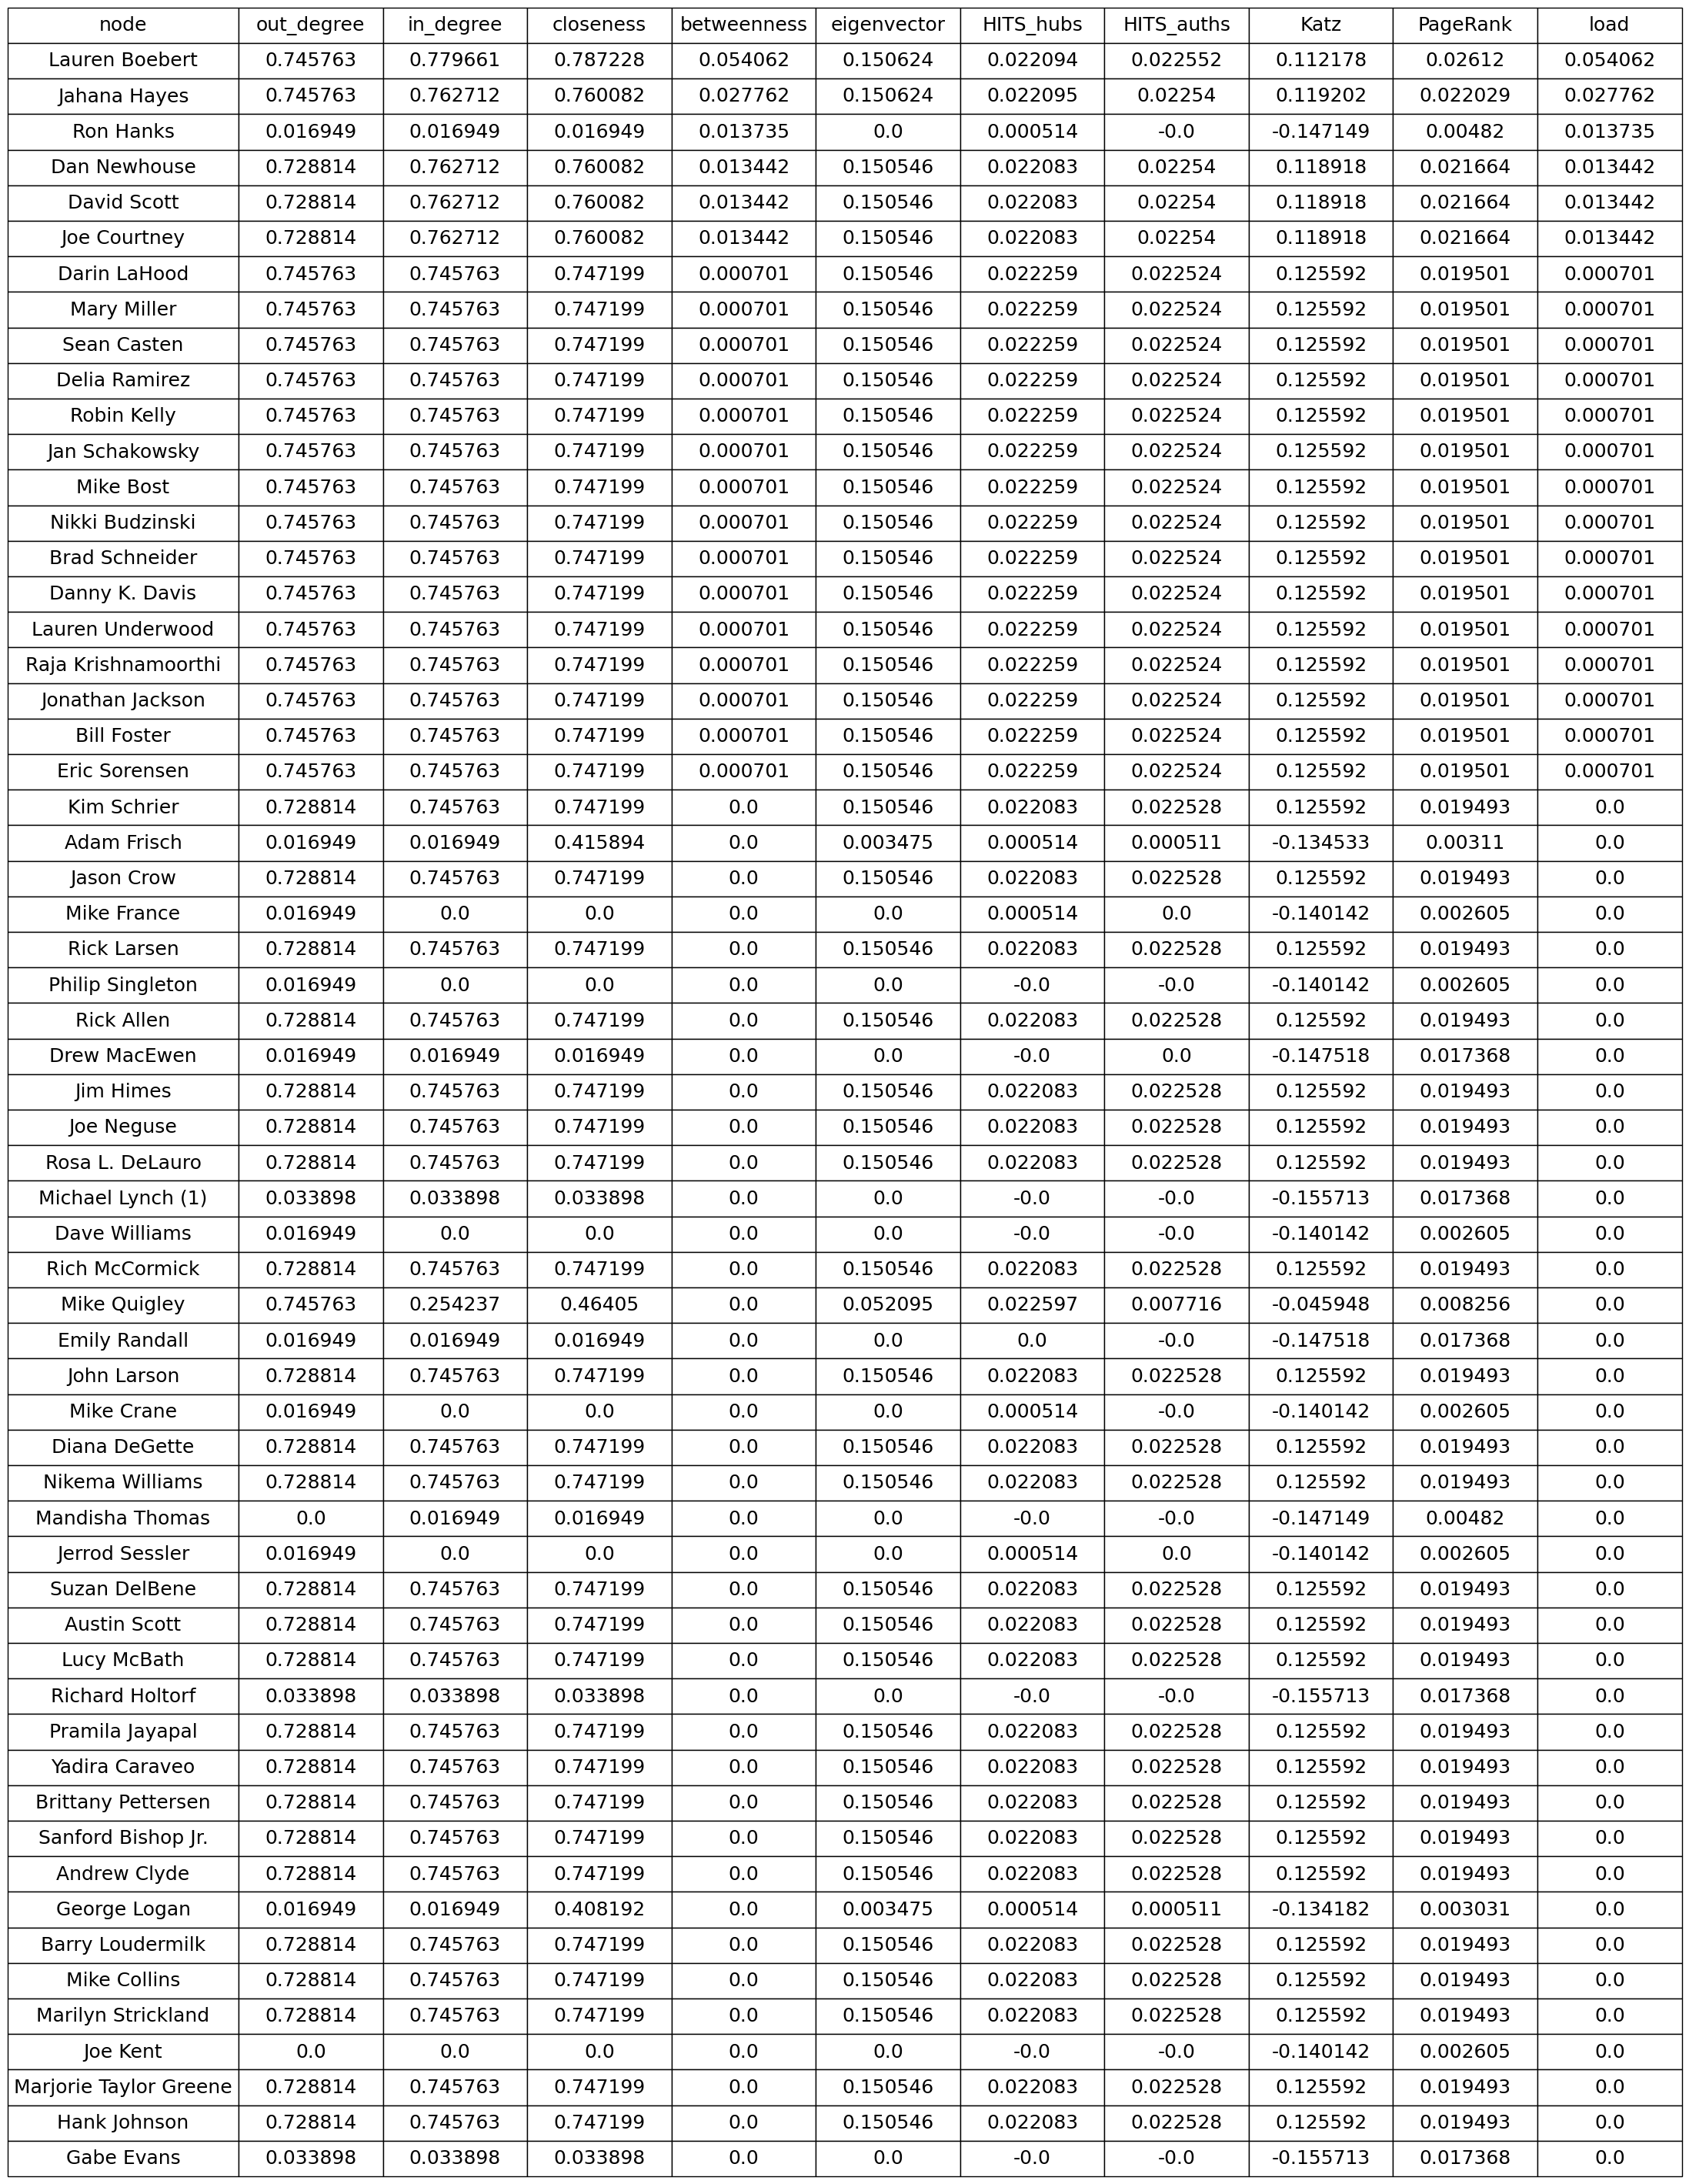 node out_degree in_degree closeness betweenness eigenvector HITS_hubs HITS_auths Katz PageRank load
Lauren Boebert 0.745763 0.779661 0.787228 0.054062 0.150624 0.022094 0.022552 0.112178 0.02612 0.054062
Jahana Hayes 0.745763 0.762712 0.760082 0.027762 0.150624 0.022095 0.02254 0.119202 0.022029 0.027762
Ron Hanks 0.016949 0.016949 0.016949 0.013735 0.0 0.000514 -0.0 -0.147149 0.00482 0.013735
Dan Newhouse 0.728814 0.762712 0.760082 0.013442 0.150546 0.022083 0.02254 0.118918 0.021664 0.013442
David Scott 0.728814 0.762712 0.760082 0.013442 0.150546 0.022083 0.02254 0.118918 0.021664 0.013442
Joe Courtney 0.728814 0.762712 0.760082 0.013442 0.150546 0.022083 0.02254 0.118918 0.021664 0.013442
Darin LaHood 0.745763 0.745763 0.747199 0.000701 0.150546 0.022259 0.022524 0.125592 0.019501 0.000701
Mary Miller 0.745763 0.745763 0.747199 0.000701 0.150546 0.022259 0.022524 0.125592 0.019501 0.000701
Sean Casten 0.745763 0.745763 0.747199 0.000701 0.150546 0.022259 0.022524 0.125592 0.019501 0.000701
Delia Ramirez 0.745763 0.745763 0.747199 0.000701 0.150546 0.022259 0.022524 0.125592 0.019501 0.000701
Robin Kelly 0.745763 0.745763 0.747199 0.000701 0.150546 0.022259 0.022524 0.125592 0.019501 0.000701
Jan Schakowsky 0.745763 0.745763 0.747199 0.000701 0.150546 0.022259 0.022524 0.125592 0.019501 0.000701
Mike Bost 0.745763 0.745763 0.747199 0.000701 0.150546 0.022259 0.022524 0.125592 0.019501 0.000701
Nikki Budzinski 0.745763 0.745763 0.747199 0.000701 0.150546 0.022259 0.022524 0.125592 0.019501 0.000701
Brad Schneider 0.745763 0.745763 0.747199 0.000701 0.150546 0.022259 0.022524 0.125592 0.019501 0.000701
Danny K. Davis 0.745763 0.745763 0.747199 0.000701 0.150546 0.022259 0.022524 0.125592 0.019501 0.000701
Lauren Underwood 0.745763 0.745763 0.747199 0.000701 0.150546 0.022259 0.022524 0.125592 0.019501 0.000701
Raja Krishnamoorthi 0.745763 0.745763 0.747199 0.000701 0.150546 0.022259 0.022524 0.125592 0.019501 0.000701
Jonathan Jackson 0.745763 0.745763 0.747199 0.000701 0.150546 0.022259 0.022524 0.125592 0.019501 0.000701
Bill Foster 0.745763 0.745763 0.747199 0.000701 0.150546 0.022259 0.022524 0.125592 0.019501 0.000701
Eric Sorensen 0.745763 0.745763 0.747199 0.000701 0.150546 0.022259 0.022524 0.125592 0.019501 0.000701
Kim Schrier 0.728814 0.745763 0.747199 0.0 0.150546 0.022083 0.022528 0.125592 0.019493 0.0
Adam Frisch 0.016949 0.016949 0.415894 0.0 0.003475 0.000514 0.000511 -0.134533 0.00311 0.0
Jason Crow 0.728814 0.745763 0.747199 0.0 0.150546 0.022083 0.022528 0.125592 0.019493 0.0
Mike France 0.016949 0.0 0.0 0.0 0.0 0.000514 0.0 -0.140142 0.002605 0.0
Rick Larsen 0.728814 0.745763 0.747199 0.0 0.150546 0.022083 0.022528 0.125592 0.019493 0.0
Philip Singleton 0.016949 0.0 0.0 0.0 0.0 -0.0 -0.0 -0.140142 0.002605 0.0
Rick Allen 0.728814 0.745763 0.747199 0.0 0.150546 0.022083 0.022528 0.125592 0.019493 0.0
Drew MacEwen 0.016949 0.016949 0.016949 0.0 0.0 -0.0 0.0 -0.147518 0.017368 0.0
Jim Himes 0.728814 0.745763 0.747199 0.0 0.150546 0.022083 0.022528 0.125592 0.019493 0.0
Joe Neguse 0.728814 0.745763 0.747199 0.0 0.150546 0.022083 0.022528 0.125592 0.019493 0.0
Rosa L. DeLauro 0.728814 0.745763 0.747199 0.0 0.150546 0.022083 0.022528 0.125592 0.019493 0.0
Michael Lynch (1) 0.033898 0.033898 0.033898 0.0 0.0 -0.0 -0.0 -0.155713 0.017368 0.0
Dave Williams 0.016949 0.0 0.0 0.0 0.0 -0.0 -0.0 -0.140142 0.002605 0.0
Rich McCormick 0.728814 0.745763 0.747199 0.0 0.150546 0.022083 0.022528 0.125592 0.019493 0.0
Mike Quigley 0.745763 0.254237 0.46405 0.0 0.052095 0.022597 0.007716 -0.045948 0.008256 0.0
Emily Randall 0.016949 0.016949 0.016949 0.0 0.0 0.0 -0.0 -0.147518 0.017368 0.0
John Larson 0.728814 0.745763 0.747199 0.0 0.150546 0.022083 0.022528 0.125592 0.019493 0.0
Mike Crane 0.016949 0.0 0.0 0.0 0.0 0.000514 -0.0 -0.140142 0.002605 0.0
Diana DeGette 0.728814 0.745763 0.747199 0.0 0.150546 0.022083 0.022528 0.125592 0.019493 0.0
Nikema Williams 0.728814 0.745763 0.747199 0.0 0.150546 0.022083 0.022528 0.125592 0.019493 0.0
Mandisha Thomas 0.0 0.016949 0.016949 0.0 0.0 -0.0 -0.0 -0.147149 0.00482 0.0
Jerrod Sessler 0.016949 0.0 0.0 0.0 0.0 0.000514 0.0 -0.140142 0.002605 0.0
Suzan DelBene 0.728814 0.745763 0.747199 0.0 0.150546 0.022083 0.022528 0.125592 0.019493 0.0
Austin Scott 0.728814 0.745763 0.747199 0.0 0.150546 0.022083 0.022528 0.125592 0.019493 0.0
Lucy McBath 0.728814 0.745763 0.747199 0.0 0.150546 0.022083 0.022528 0.125592 0.019493 0.0
Richard Holtorf 0.033898 0.033898 0.033898 0.0 0.0 -0.0 -0.0 -0.155713 0.017368 0.0
Pramila Jayapal 0.728814 0.745763 0.747199 0.0 0.150546 0.022083 0.022528 0.125592 0.019493 0.0
Yadira Caraveo 0.728814 0.745763 0.747199 0.0 0.150546 0.022083 0.022528 0.125592 0.019493 0.0
Brittany Pettersen 0.728814 0.745763 0.747199 0.0 0.150546 0.022083 0.022528 0.125592 0.019493 0.0
Sanford Bishop Jr. 0.728814 0.745763 0.747199 0.0 0.150546 0.022083 0.022528 0.125592 0.019493 0.0
Andrew Clyde 0.728814 0.745763 0.747199 0.0 0.150546 0.022083 0.022528 0.125592 0.019493 0.0
George Logan 0.016949 0.016949 0.408192 0.0 0.003475 0.000514 0.000511 -0.134182 0.003031 0.0
Barry Loudermilk 0.728814 0.745763 0.747199 0.0 0.150546 0.022083 0.022528 0.125592 0.019493 0.0
Mike Collins 0.728814 0.745763 0.747199 0.0 0.150546 0.022083 0.022528 0.125592 0.019493 0.0
Marilyn Strickland 0.728814 0.745763 0.747199 0.0 0.150546 0.022083 0.022528 0.125592 0.019493 0.0
Joe Kent 0.0 0.0 0.0 0.0 0.0 -0.0 -0.0 -0.140142 0.002605 0.0
Marjorie Taylor Greene 0.728814 0.745763 0.747199 0.0 0.150546 0.022083 0.022528 0.125592 0.019493 0.0
Hank Johnson 0.728814 0.745763 0.747199 0.0 0.150546 0.022083 0.022528 0.125592 0.019493 0.0
Gabe Evans 0.033898 0.033898 0.033898 0.0 0.0 -0.0 -0.0 -0.155713 0.017368 0.0